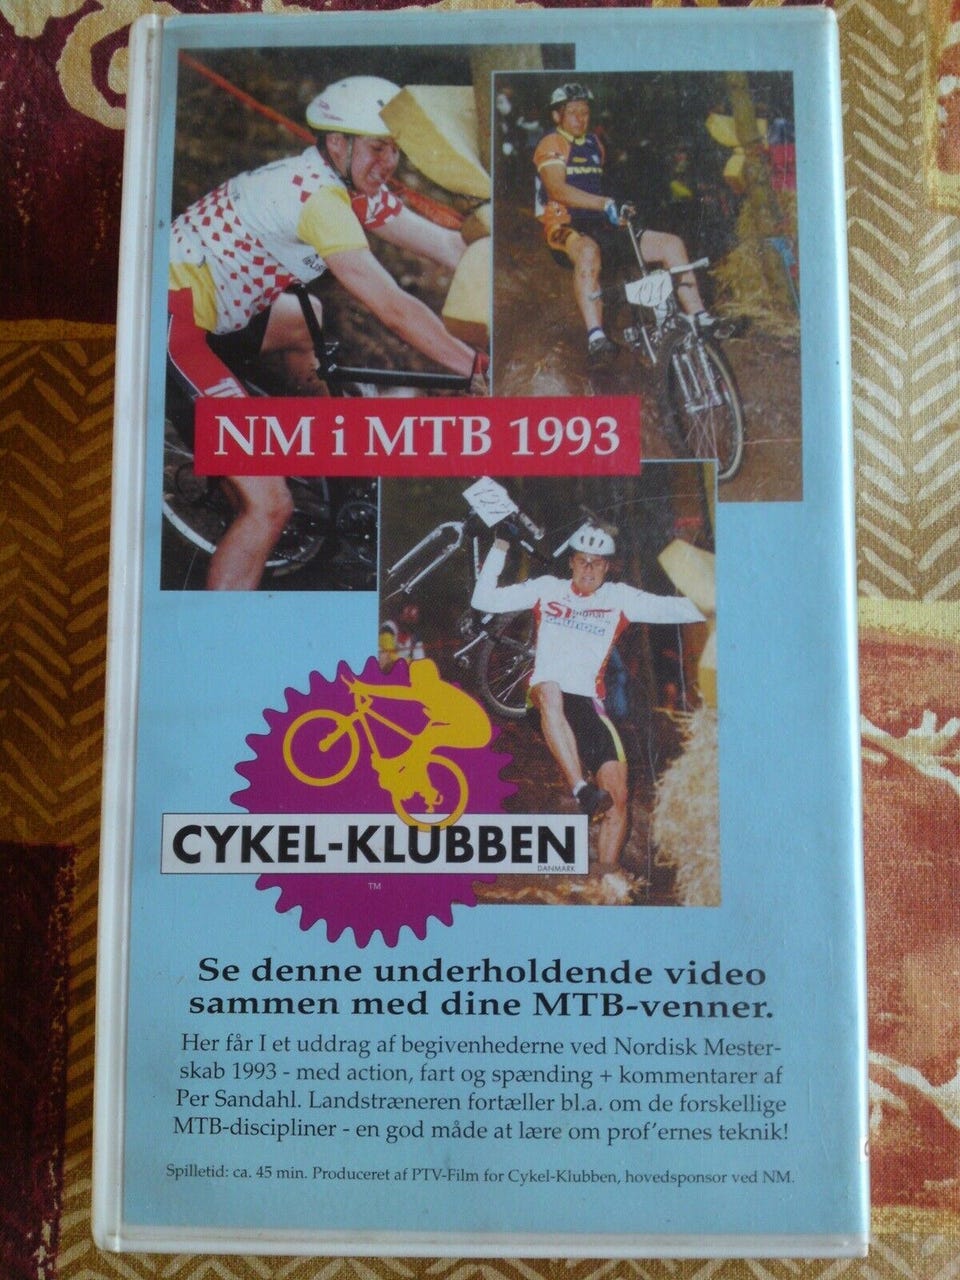 NM i MTB 1993
CYKEL-KLUBBEN
DANMARK
TM
Se denne underholdende video
sammen med dine MTB-venner.
Her får I et uddrag af begivenhederne ved Nordisk Mester-
skab 1993 - med action, fart og spænding + kommentarer af
Per Sandahl. Landstræneren fortæller bl.a. om de forskellige
MTB-discipliner - en god måde at lære om prof'ernes teknik!
Spilletid: ca. 45 min. Produceret af PTV-Film for Cykel-Klubben, hovedsponsor ved NM.